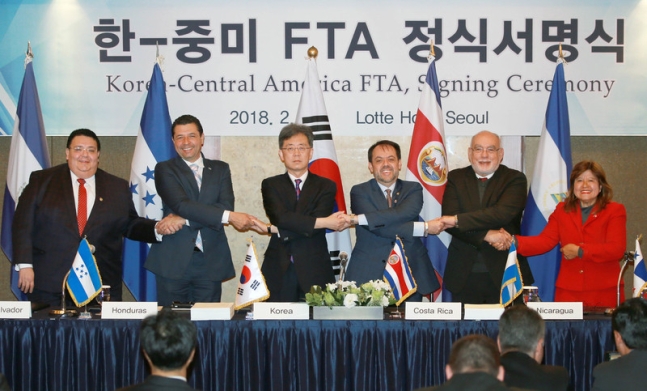 한-중미 FTA 정식서명식
Korea-Central America FTA, Signing Ceremony
2018. 2. Lotte Seoul
Honduras
Korea
Costa Rica
Nicaragua